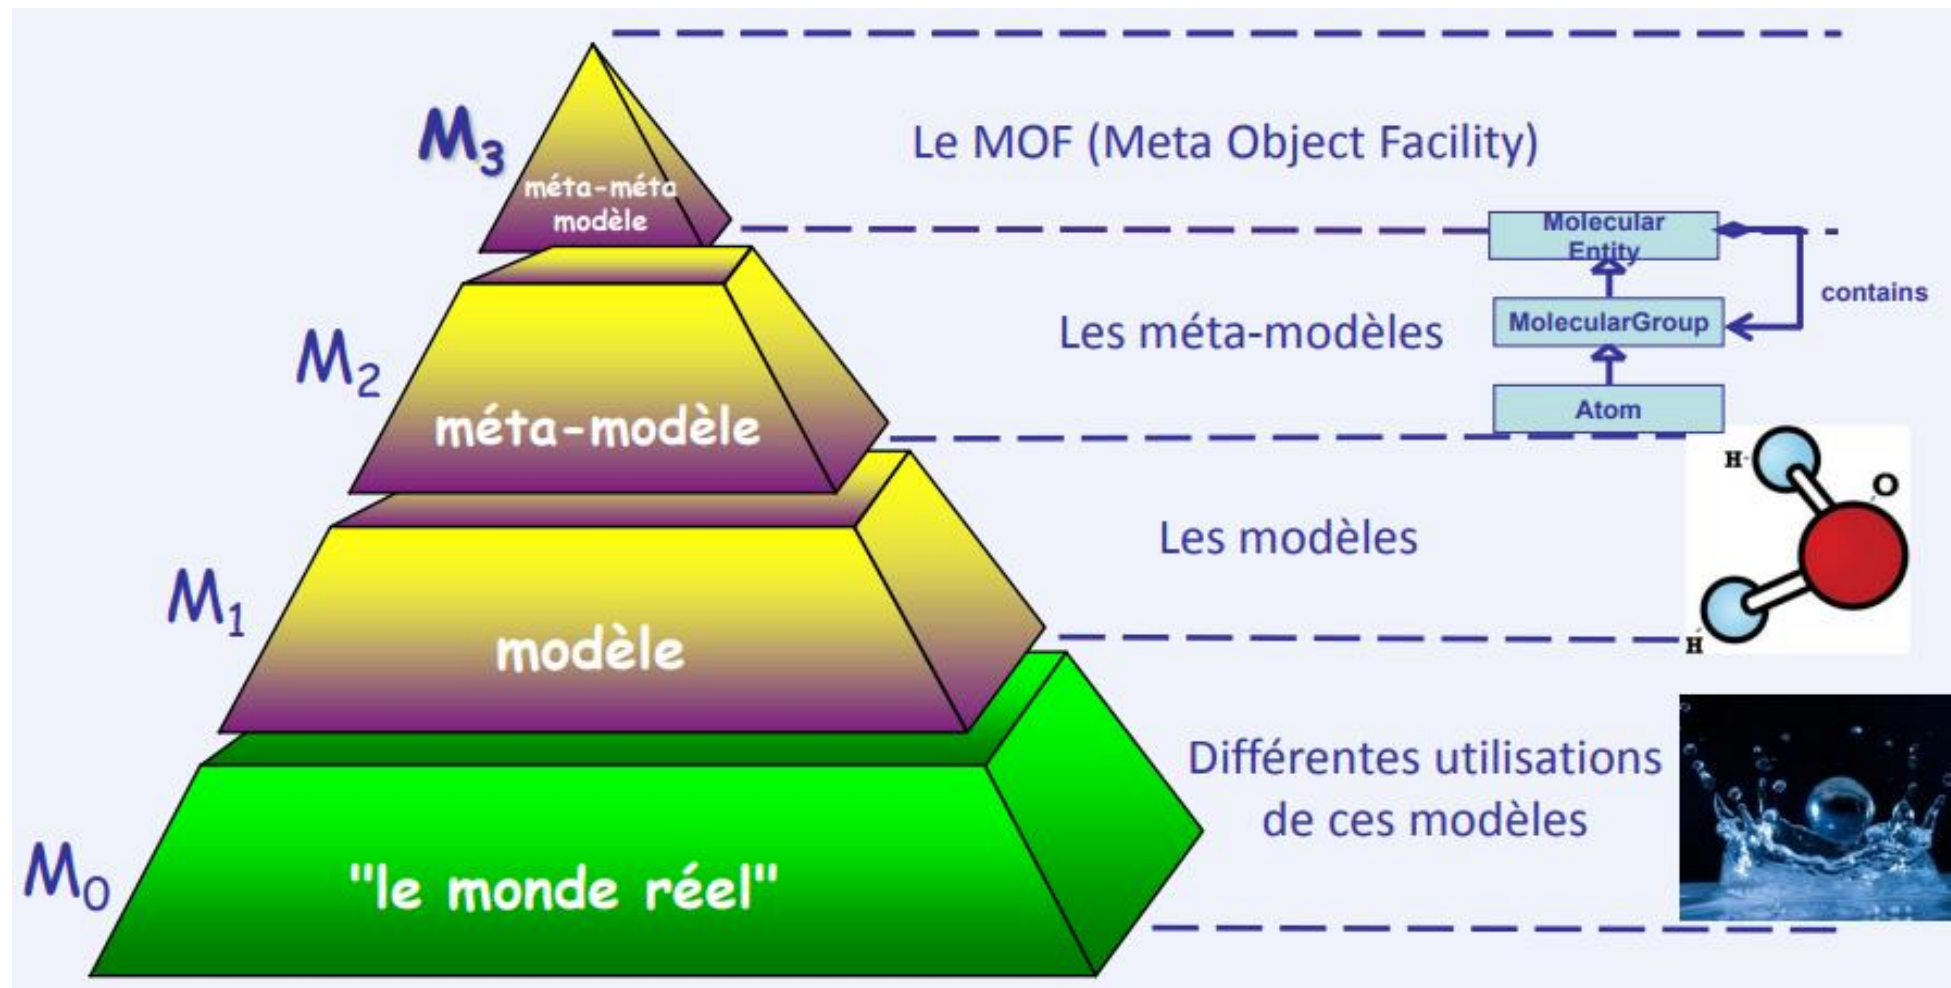 M3
méta-méta
modèle
Le MOF (Meta Object Facility)
Molecular
Entity
contains
MolecularGroup
Atom
M2
méta-modèle
Les méta-modèles
M1
modèle
Les modèles
H
O
H
M0
"le monde réel"
Différentes utilisations
de ces modèles